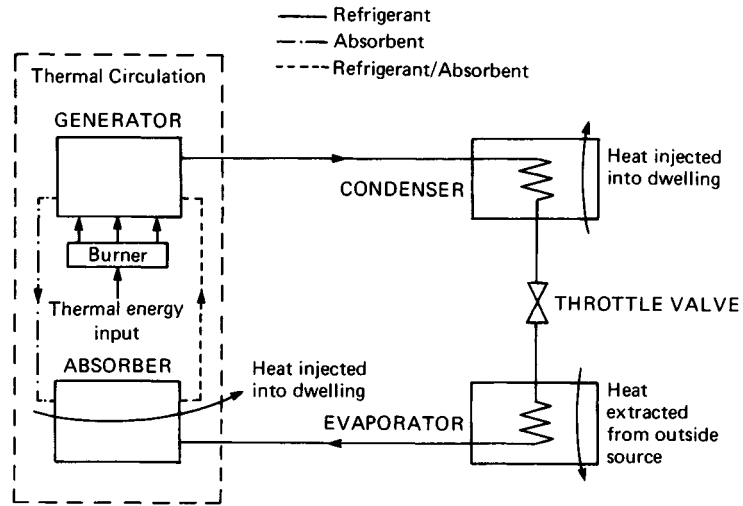 Refrigerant
Absorbent
Refrigerant/Absorbent
Thermal Circulation
GENERATOR
Burner
Thermal energy
input
ABSORBER
Heat injected
into dwelling
CONDENSER
Heat injected
into dwelling
THROTTLE VALVE
EVAPORATOR
Heat
extracted
from outside
source